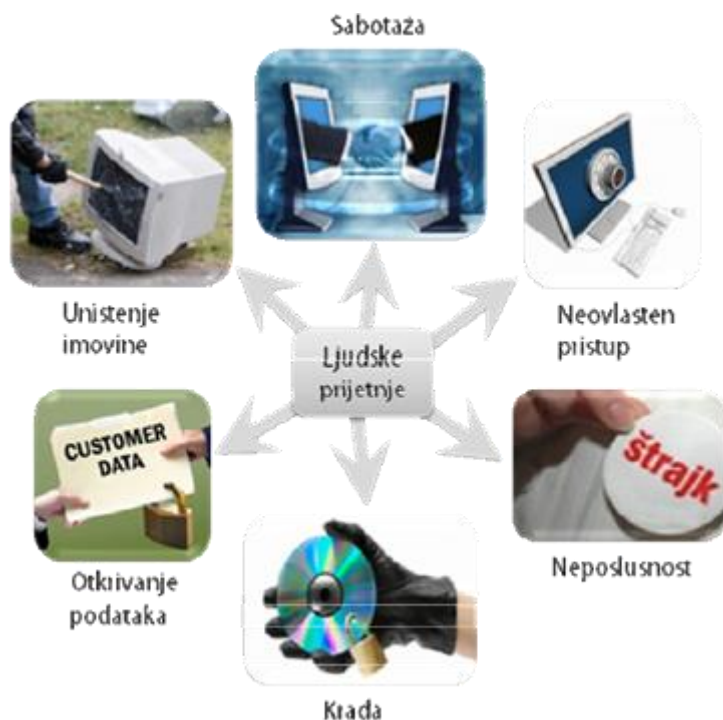 Sabotaža
Unistenje
imovine
Neovlasten
pristup
Ljudske
prijetnje
CUSTOMER
DATA
štrajk
Otkrivanje
podataka
Neposlusnost
Krada